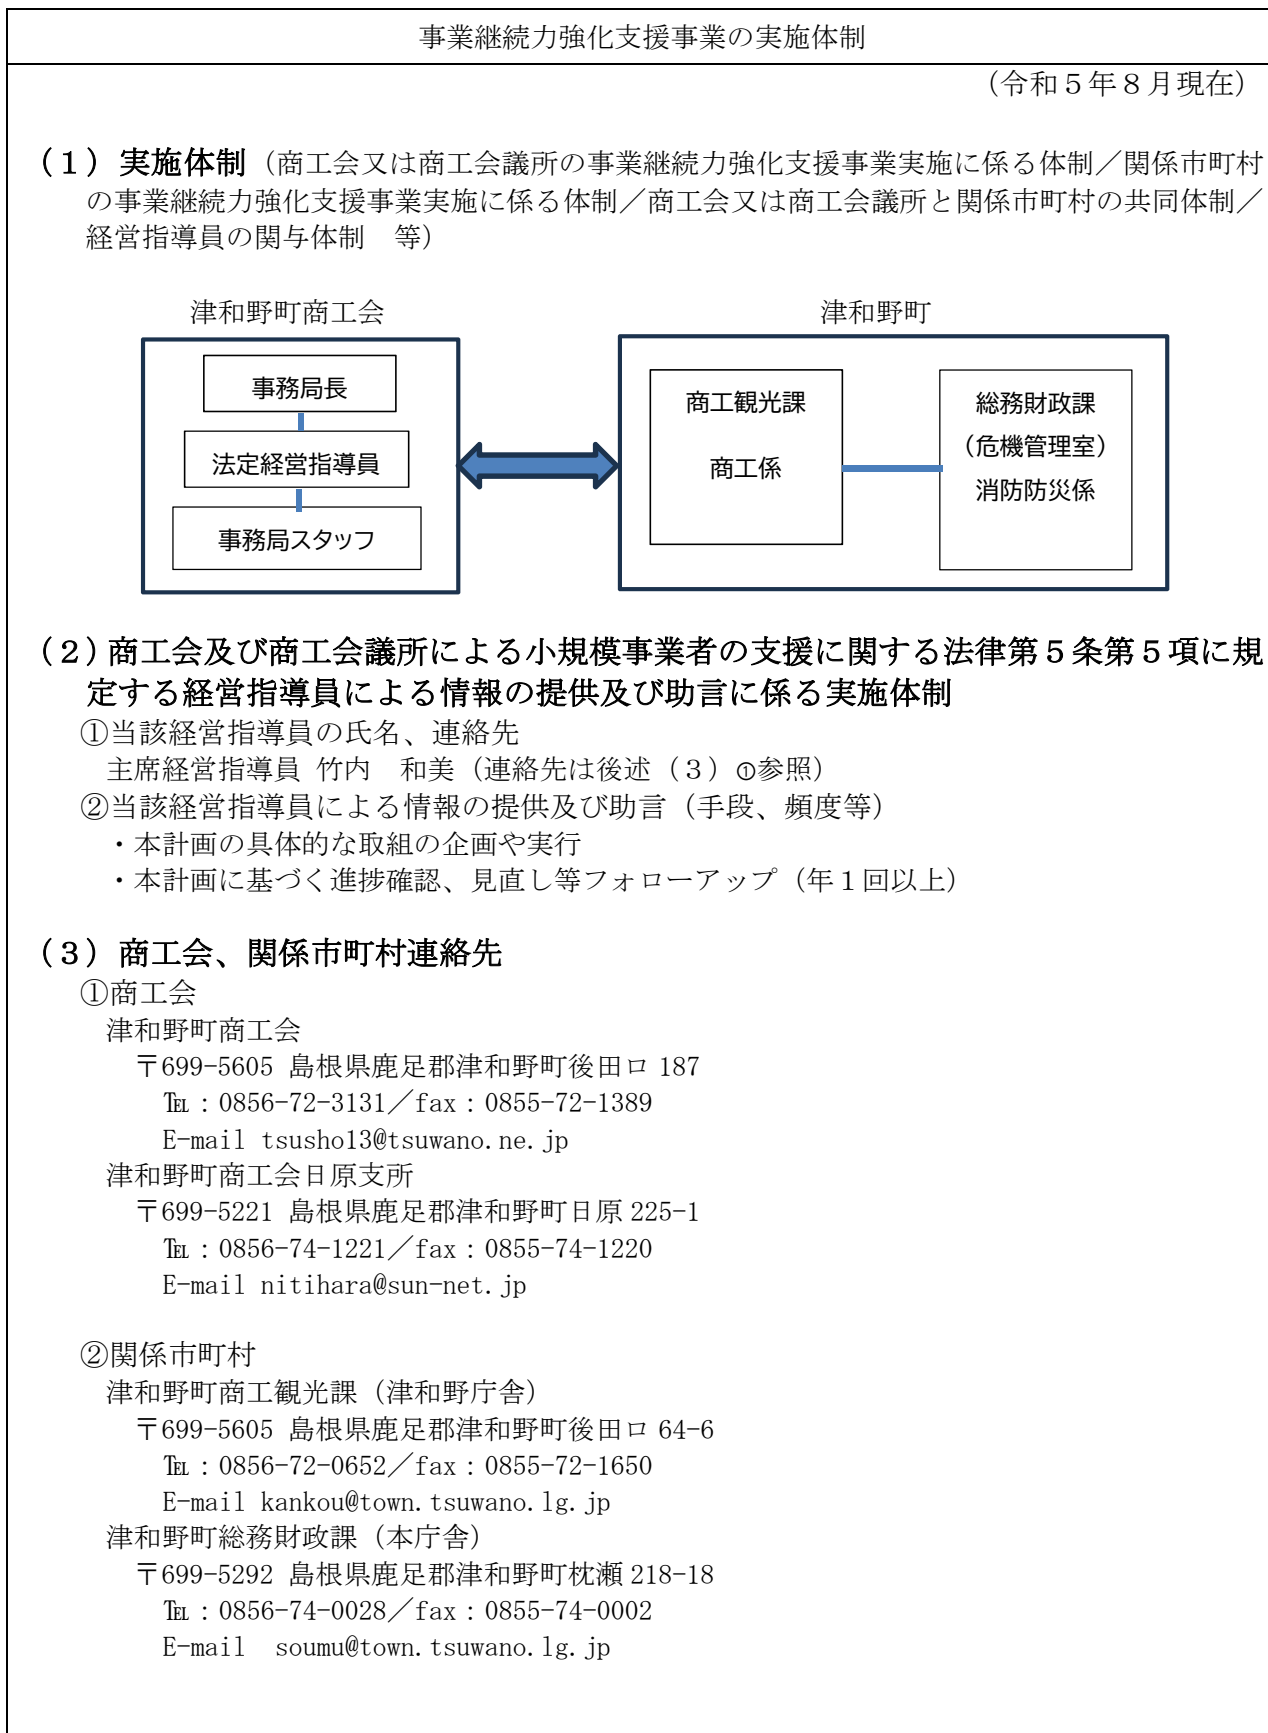 事業継続力強化支援事業の実施体制
（令和５年８月現在）
（１）実施体制（商工会又は商工会議所の事業継続力強化支援事業実施に係る体制／関係市町村
の事業継続力強化支援事業実施に係る体制／商工会又は商工会議所と関係市町村の共同体制／
経営指導員の関与体制　等）
津和野町商工会
事務局長
法定経営指導員
事務局スタッフ
津和野町
商工観光課
商工係
総務財政課
（危機管理室）
消防防災係
（２）商工会及び商工会議所による小規模事業者の支援に関する法律第５条第５項に規
定する経営指導員による情報の提供及び助言に係る実施体制
①当該経営指導員の氏名、連絡先
主席経営指導員 竹内　和美（連絡先は後述（３）①参照）
②当該経営指導員による情報の提供及び助言（手段、頻度等）
・本計画の具体的な取組の企画や実行
・本計画に基づく進捗確認、見直し等フォローアップ（年１回以上）
（３）商工会、関係市町村連絡先
①商工会
津和野町商工会
〒699-5605 島根県鹿足郡津和野町後田ロ 187
℡：0856-72-3131／fax：0855-72-1389
E-mail tsusho13@tsuwano.ne.jp
津和野町商工会日原支所
〒699-5221 島根県鹿足郡津和野町日原 225-1
℡：0856-74-1221／fax：0855-74-1220
E-mail nitihara@sun-net.jp
②関係市町村
津和野町商工観光課（津和野庁舎）
〒699-5605 島根県鹿足郡津和野町後田ロ 64-6
℡：0856-72-0652／fax：0855-72-1650
E-mail kankou@town.tsuwano.lg.jp
津和野町総務財政課（本庁舎）
〒699-5292 島根県鹿足郡津和野町枕瀬 218-18
℡：0856-74-0028／fax：0855-74-0002
E-mail　soumu@town.tsuwano.lg.jp